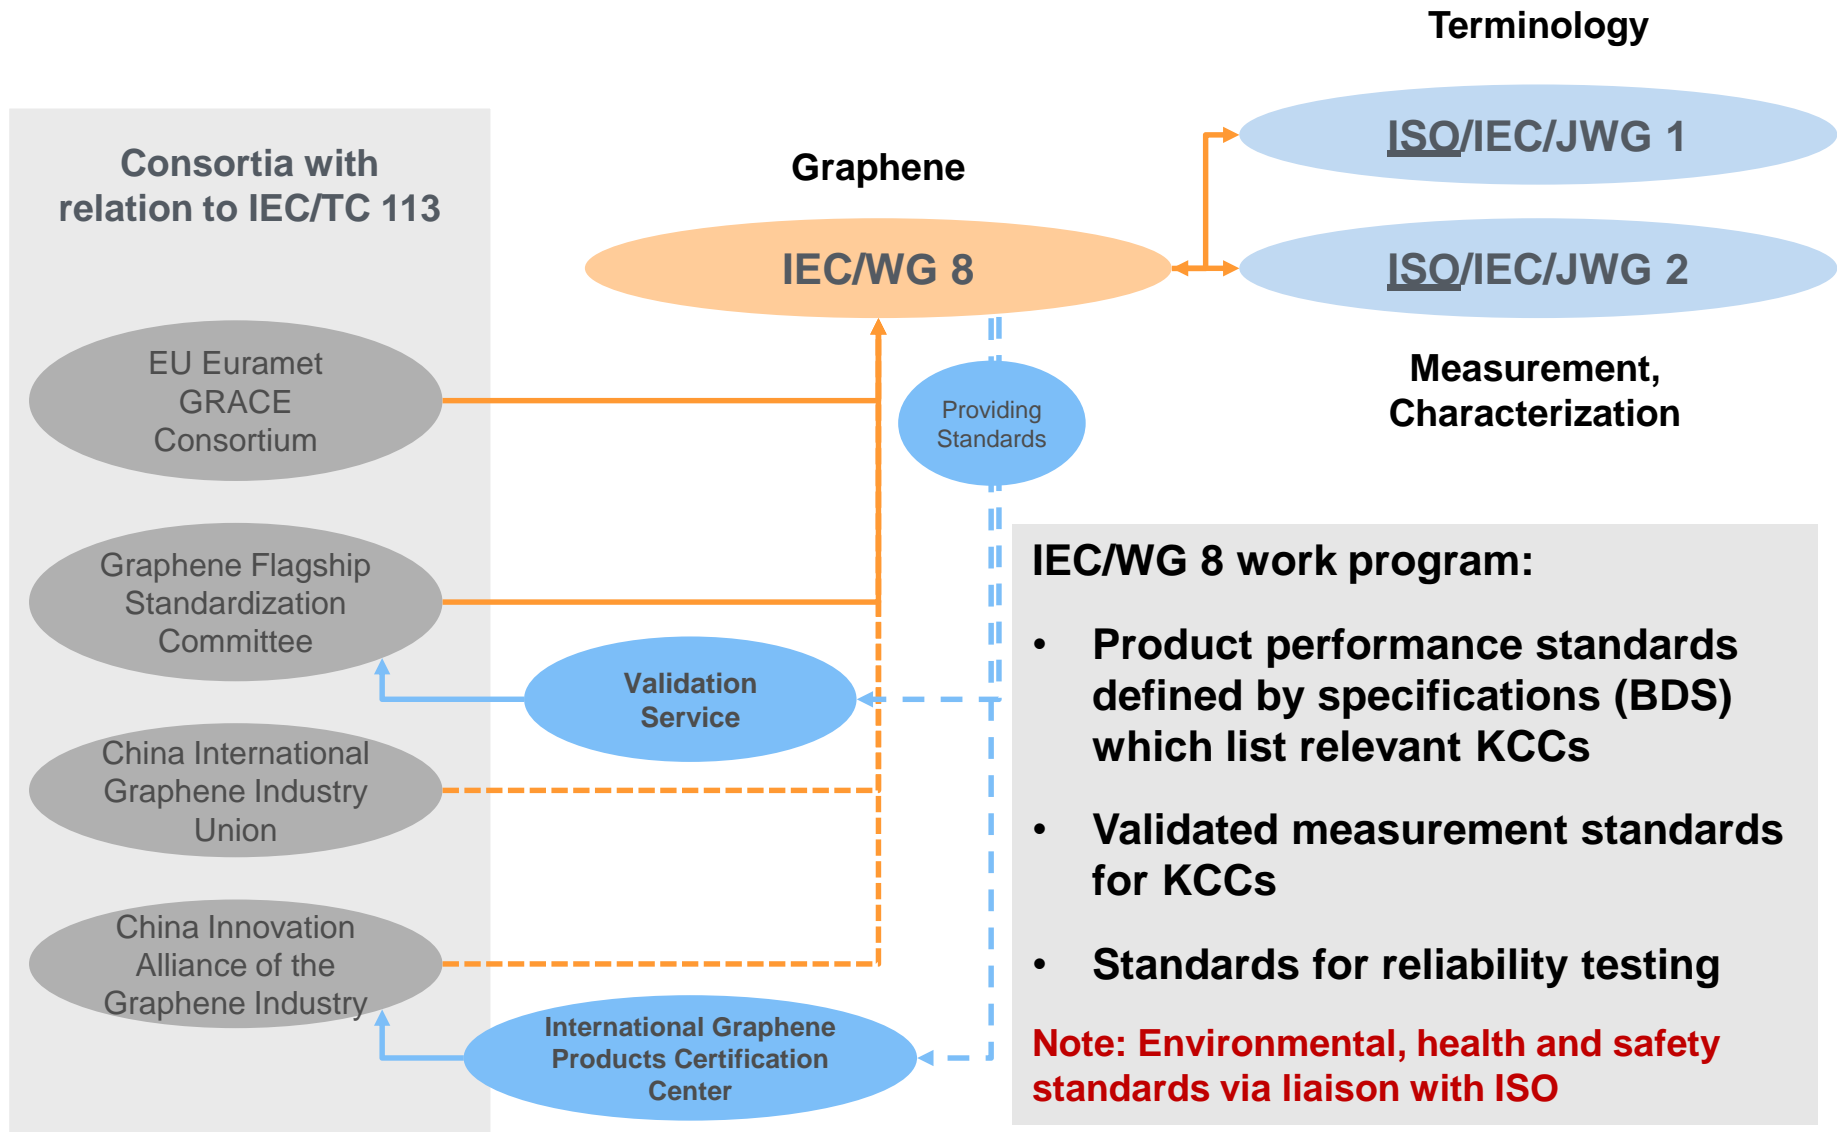 Terminology
ISO/IEC/JWG 1
Consortia with
relation to IEC/TC 113
Graphene
IEC/WG 8
ISO/IEC/JWG 2
Measurement,
Characterization
EU Euramet
GRACE
Consortium
Providing
Standards
Graphene Flagship
Standardization
Committee
Validation
Service
China International
Graphene Industry
Union
China Innovation
Alliance of the
Graphene Industry
International Graphene
Products Certification
Center
IEC/WG 8 work program:
• Product performance standards
defined by specifications (BDS)
which list relevant KCCs
• Validated measurement standards
for KCCs
• Standards for reliability testing
Note: Environmental, health and safety
standards via liaison with ISO